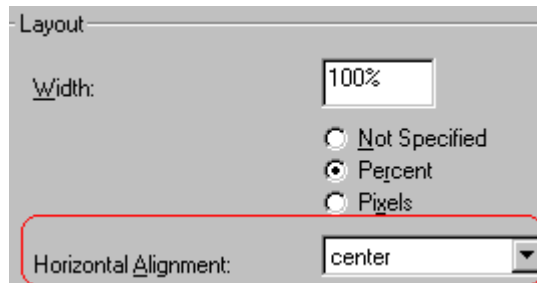 Layout
Width:
100%
Not Specified
Percent
Pixels
Horizontal Alignment:
center